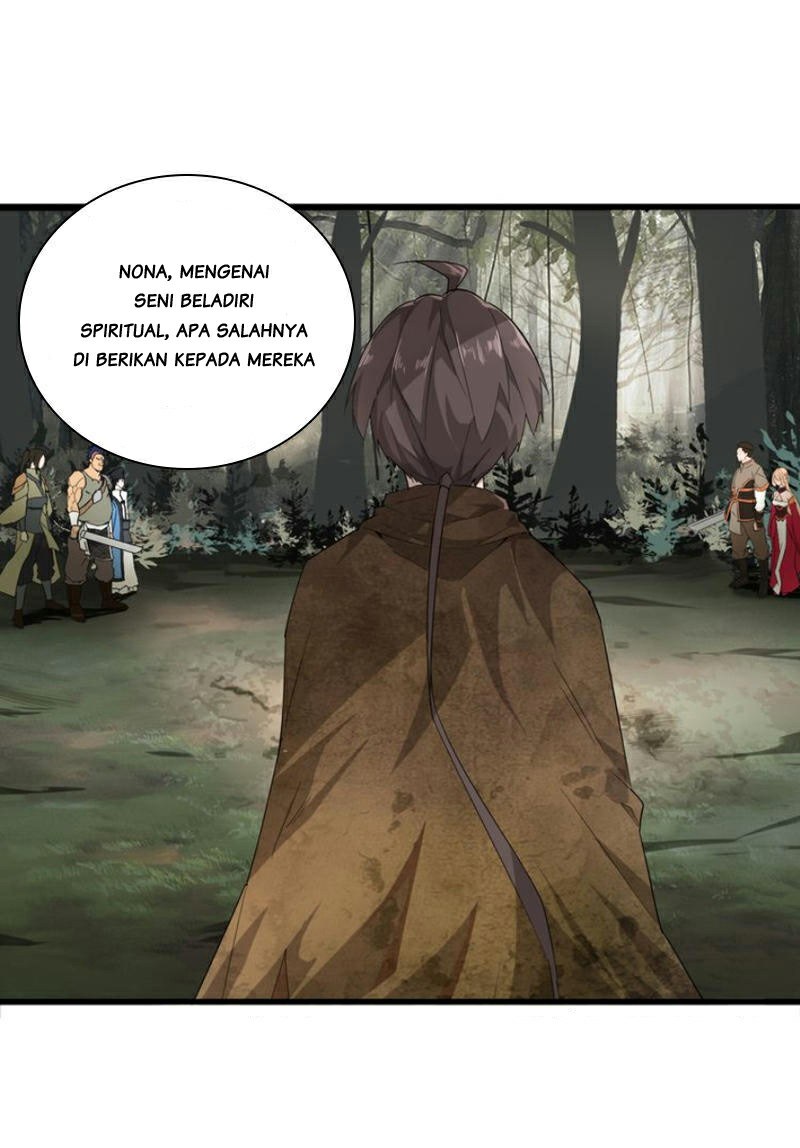 NONA, MENGENAI
SENI BELADIRI
SPIRITUAL, APA SALAHNYA
DI BERIKAN KEPADA MEREKA